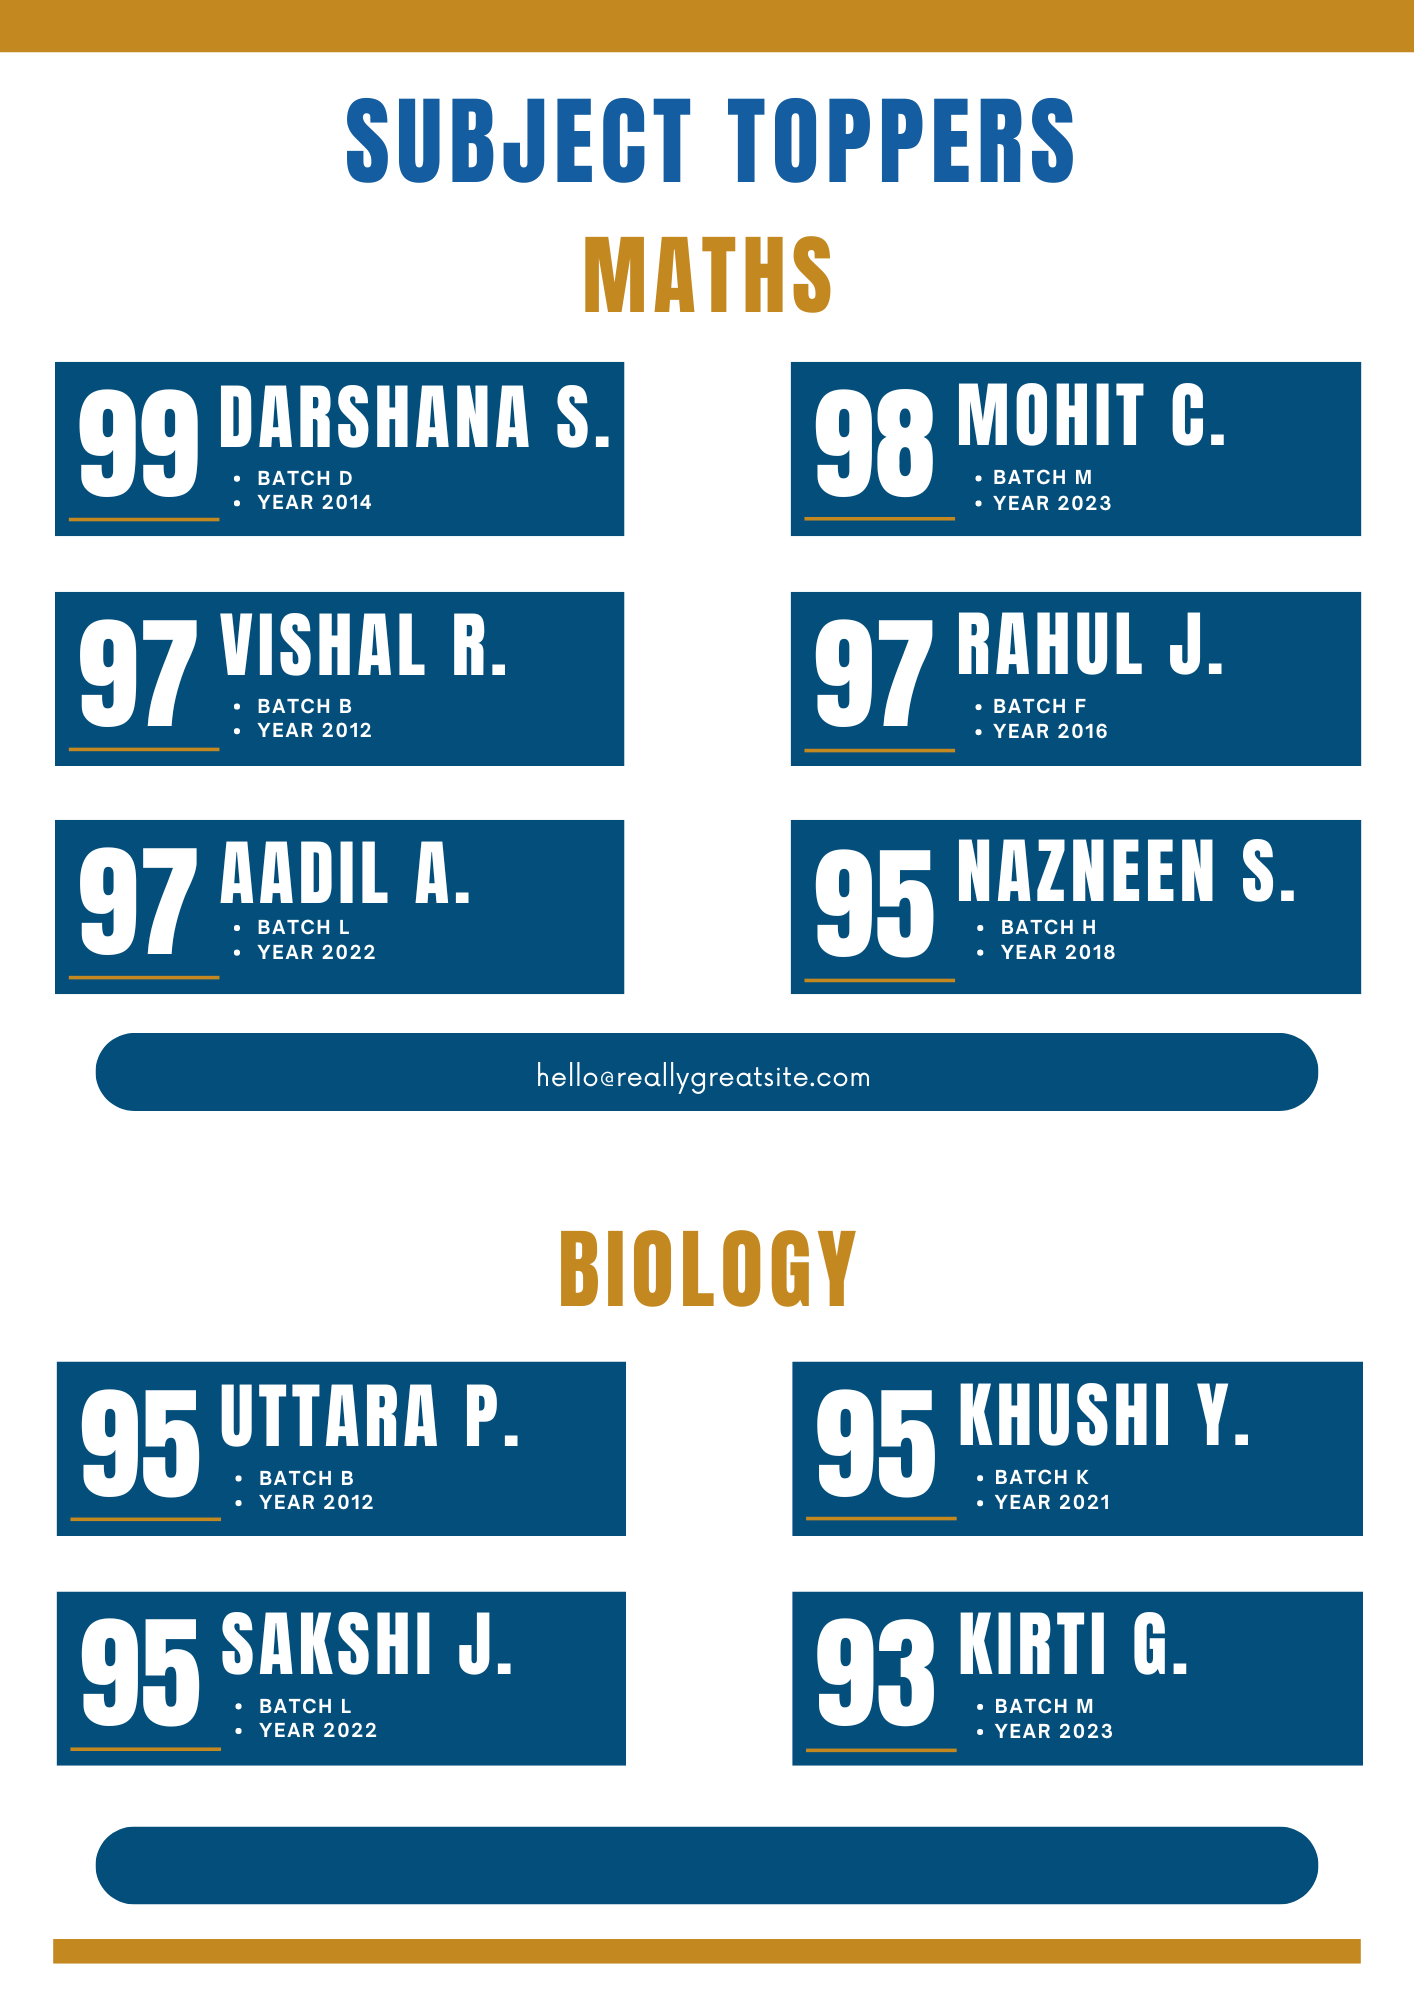 SUBJECT TOPPERS
MATHS
99 DARSHANA S.
• BATCH D
• YEAR 2014
98 MOHIT C.
• BATCH M
• YEAR 2023
97 VISHAL R.
• BATCH B
• YEAR 2012
97 RAHUL J.
• BATCH F
• YEAR 2016
97 AADIL A.
• BATCH L
• YEAR 2022
95 NAZNEEN S.
• BATCH H
• YEAR 2018
hello@reallygreatsite.com
BIOLOGY
95 UTTARA P.
• BATCH B
• YEAR 2012
95 KHUSHI Y.
• BATCH K
• YEAR 2021
95 SAKSHI J.
• BATCH L
• YEAR 2022
93 KIRTI G.
• BATCH M
• YEAR 2023